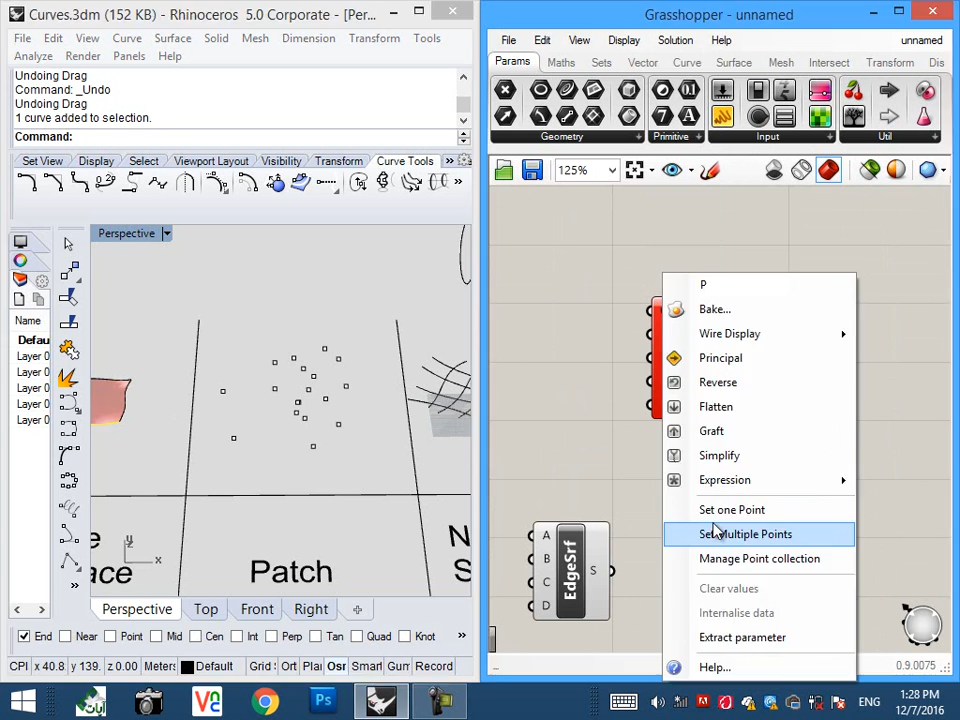 Curves.3dm (152 KB) - Rhinoceros 5.0 Corporate - [Per...
File Edit View Curve Surface Solid Mesh Dimension Transform Tools
Analyze Render Panels Help
Undoing Drag
Command: _Undo
Undoing Drag
1 curve added to selection.
Command:
Set View Display Select Viewport Layout Visibility Transform Curve Tools »
Perspective
Name
Defau
Layer 0
Layer 0
Layer 0
Layer 0
e
ace
Patch
N
S
y
x
Perspective Top Front Right
End Near Point Mid Cen Int Perp Tan Quad Knot »
CPl x 40.8 y 139. z 0.00 Meters Default Grid S Ort Plan Osr Smart Gum Record
Grasshopper - unnamed
File Edit View Display Solution Help unnamed
Params Maths Sets Vector Curve Surface Mesh Intersect Transform Dis
Geometry Primitive Input Util
125%
P
Bake...
Wire Display
Principal
Reverse
Flatten
Graft
Simplify
Expression
Set one Point
Set Multiple Points
Manage Point collection
Clear values
Internalise data
Extract parameter
Help...
A
B
C
D
EdgeSrf
S
0.9.0075
ENG
1:28 PM
12/7/2016